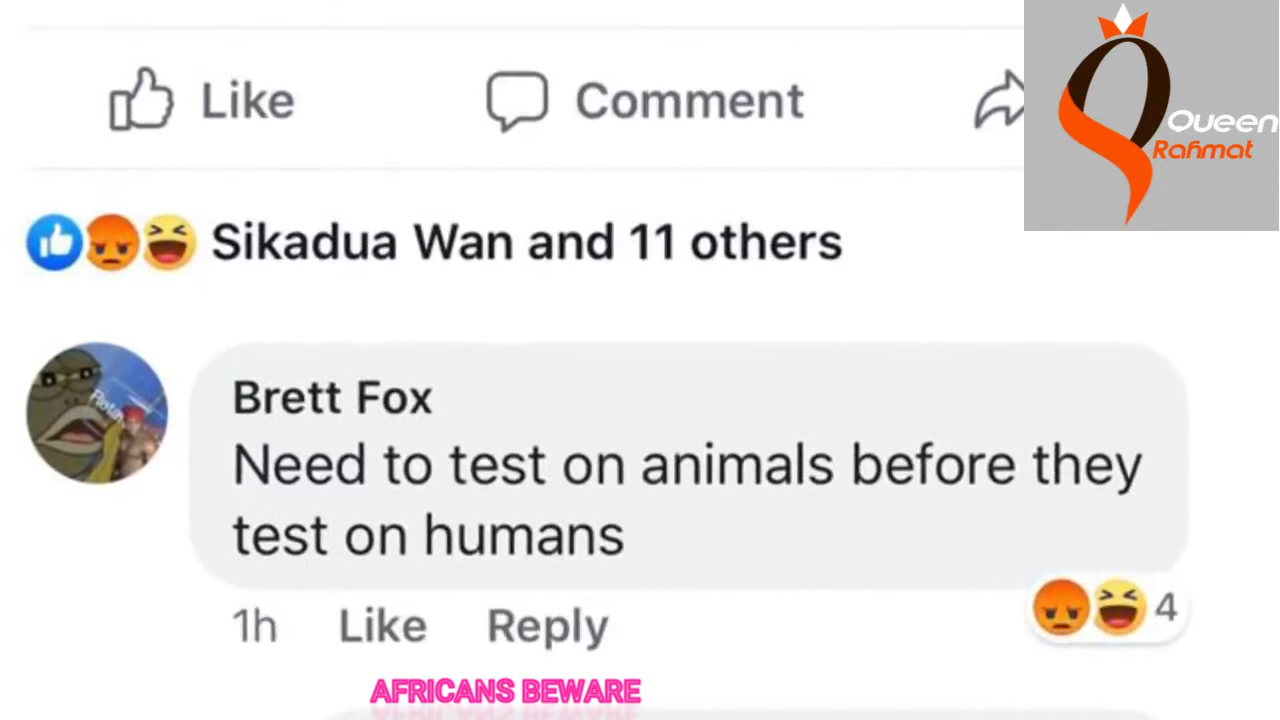 Like
Comment
Queen
Rahmat
Sikadua Wan and 11 others
Brett Fox
Need to test on animals before they
test on humans
1h Like Reply
4
AFRICANS BEWARE